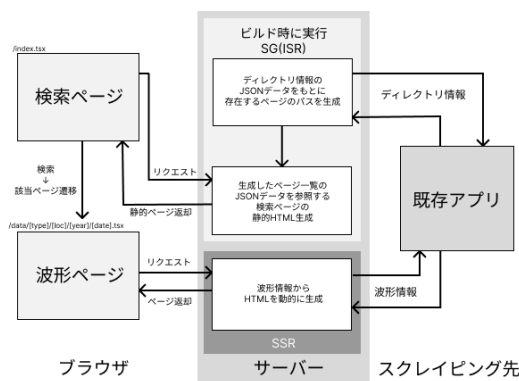 /index.tsx
検索ページ
検索
↓
該当ページ遷移
/data/[type]/[loc]/[year]/[date].tsx
波形ページ
リクエスト
静的ページ返却
リクエスト
ページ返却
ビルド時に実行
SG(ISR)
ディレクトリ情報の
JSONデータをもとに
存在するページのパスを生成
生成したページ一覧の
JSONデータを参照する
検索ページの
静的HTML生成
波形情報から
HTMLを動的に生成
SSR
ディレクトリ情報
既存アプリ
波形情報
ブラウザ
サーバー
スクレイピング先